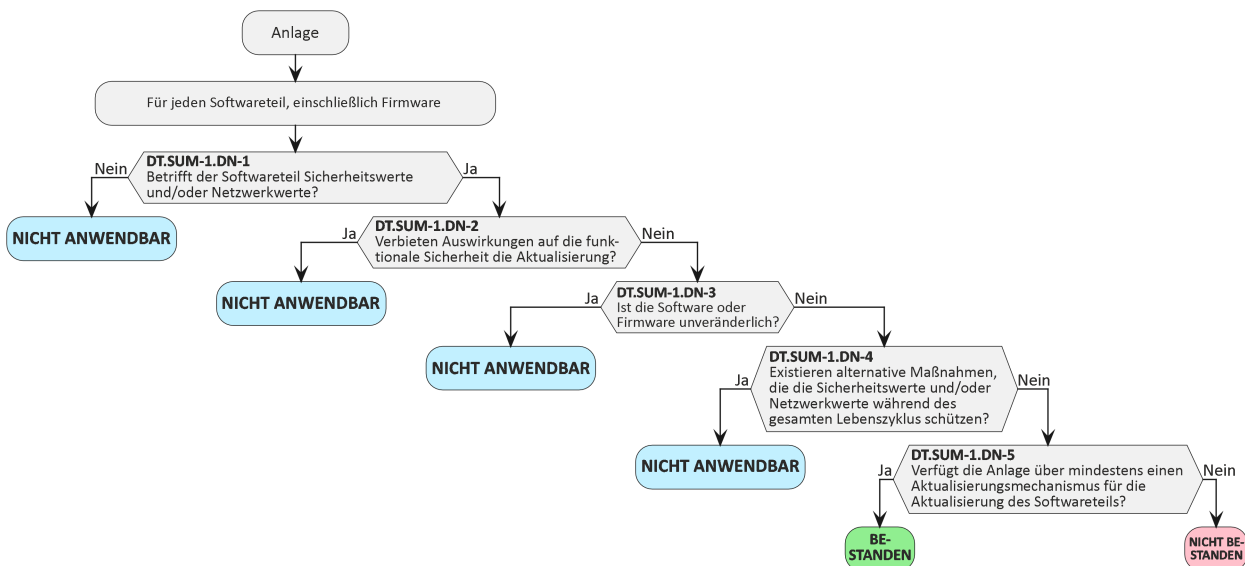 Anlage
Für jeden Softwareteil, einschließlich Firmware
Nein
DT.SUM-1.DN-1
Betrifft der Softwareteil Sicherheitswerte
und/oder Netzwerkwerte?
Ja
NICHT ANWENDBAR
Ja
DT.SUM-1.DN-2
Verbieten Auswirkungen auf die funk-
tionale Sicherheit die Aktualisierung?
Nein
NICHT ANWENDBAR
Ja
DT.SUM-1.DN-3
Ist die Software oder
Firmware unveränderlich?
Nein
NICHT ANWENDBAR
Ja
DT.SUM-1.DN-4
Existieren alternative Maßnahmen,
die die Sicherheitswerte und/oder
Netzwerkwerte während des
gesamten Lebenszyklus schützen?
Nein
NICHT ANWENDBAR
Ja
DT.SUM-1.DN-5
Verfügt die Anlage über mindestens einen
Aktualisierungsmechanismus für die
Aktualisierung des Softwareteils?
Nein
BE-
STANDEN
NICHT BE-
STANDEN